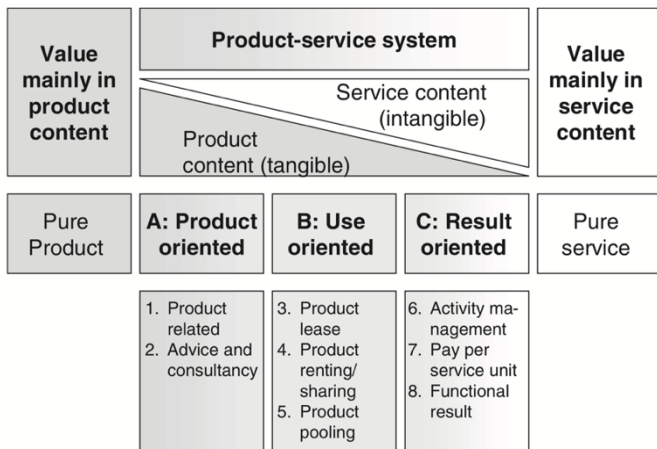 Value
mainly in
product
content
Product-service system
Service content
(intangible)
Product
content (tangible)
Value
mainly in
service
content
Pure
Product
A: Product
oriented
B: Use
oriented
C: Result
oriented
Pure
service
1. Product
related
2. Advice and
consultancy
3. Product
lease
4. Product
renting/
sharing
5. Product
pooling
6. Activity ma-
nagement
7. Pay per
service unit
8. Functional
result